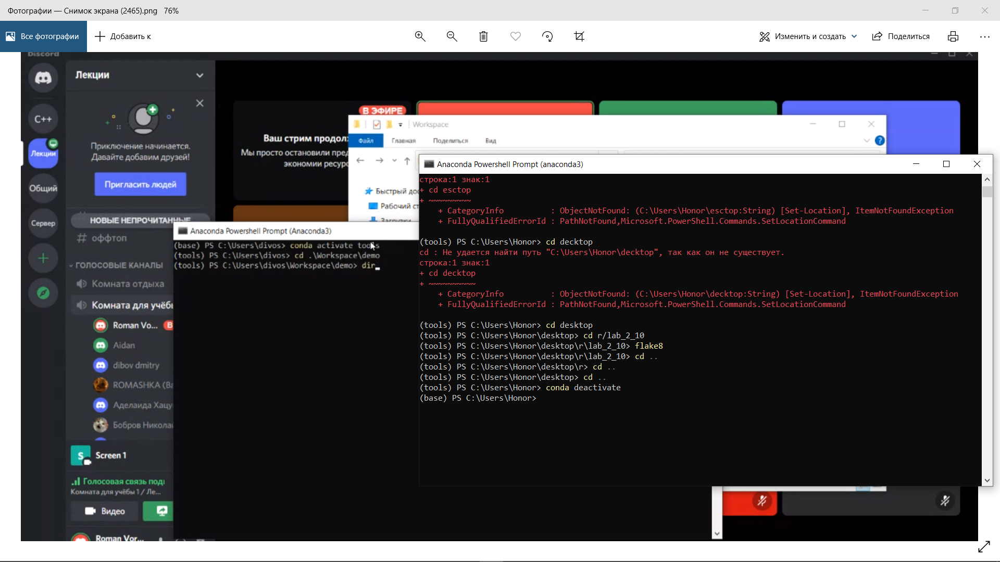 Фотографии — Снимок экрана (2465).png 76%
Все фотографии
Добавить к
Изменить и создать
Поделиться
Discord
Лекции
C++
Лекции
Общий
Сервер
Приключение начинается.
Давайте добавим друзей!
Пригласить людей
НОВЫЕ НЕПРОЧИТАННЫЕ
# оффтоп
ГОЛОСОВЫЕ КАНАЛЫ
Комната отдыха
Комната для учёбы
Roman Vo... В
Aidan
dibov dmitry
ROMASHKA (Ba
Аделаида Хацу
Бобров Никола
S Screen 1
Голосовая связь под
Комната для учёбы 1 / Ле...
Видео
Roman Vor...
В ЭФИРЕ
Ваш стрим продол
Мы просто остановили пред
экономии ресурс
Workspace
Файл Главная Поделиться Вид
Быстрый дос
Рабочий ст
Загрузки
Anaconda Powershell Prompt (Anaconda3)
(base) PS C:\Users\divos> conda activate tools
(tools) PS C:\Users\divos> cd .\Workspace\demo
(tools) PS C:\Users\divos\Workspace\demo> dir_
Anaconda Powershell Prompt (anaconda3)
строка:1 знак:1
+ cd esctop
+ ~~~~~~~~~
+ CategoryInfo : ObjectNotFound: (C:\Users\Honor\esctop:String) [Set-Location], ItemNotFoundException
+ FullyQualifiedErrorId : PathNotFound,Microsoft.PowerShell.Commands.SetLocationCommand
(tools) PS C:\Users\Honor> cd decktop
cd : Не удается найти путь "C:\Users\Honor\decktop", так как он не существует.
строка:1 знак:1
+ cd decktop
+ ~~~~~~~~~~
+ CategoryInfo : ObjectNotFound: (C:\Users\Honor\decktop:String) [Set-Location], ItemNotFoundException
+ FullyQualifiedErrorId : PathNotFound,Microsoft.PowerShell.Commands.SetLocationCommand
(tools) PS C:\Users\Honor> cd desktop
(tools) PS C:\Users\Honor\desktop> cd r/lab_2_10
(tools) PS C:\Users\Honor\desktop\r\lab_2_10> flake8
(tools) PS C:\Users\Honor\desktop\r\lab_2_10> cd ..
(tools) PS C:\Users\Honor\desktop\r> cd ..
(tools) PS C:\Users\Honor\desktop> cd ..
(tools) PS C:\Users\Honor> conda deactivate
(base) PS C:\Users\Honor>